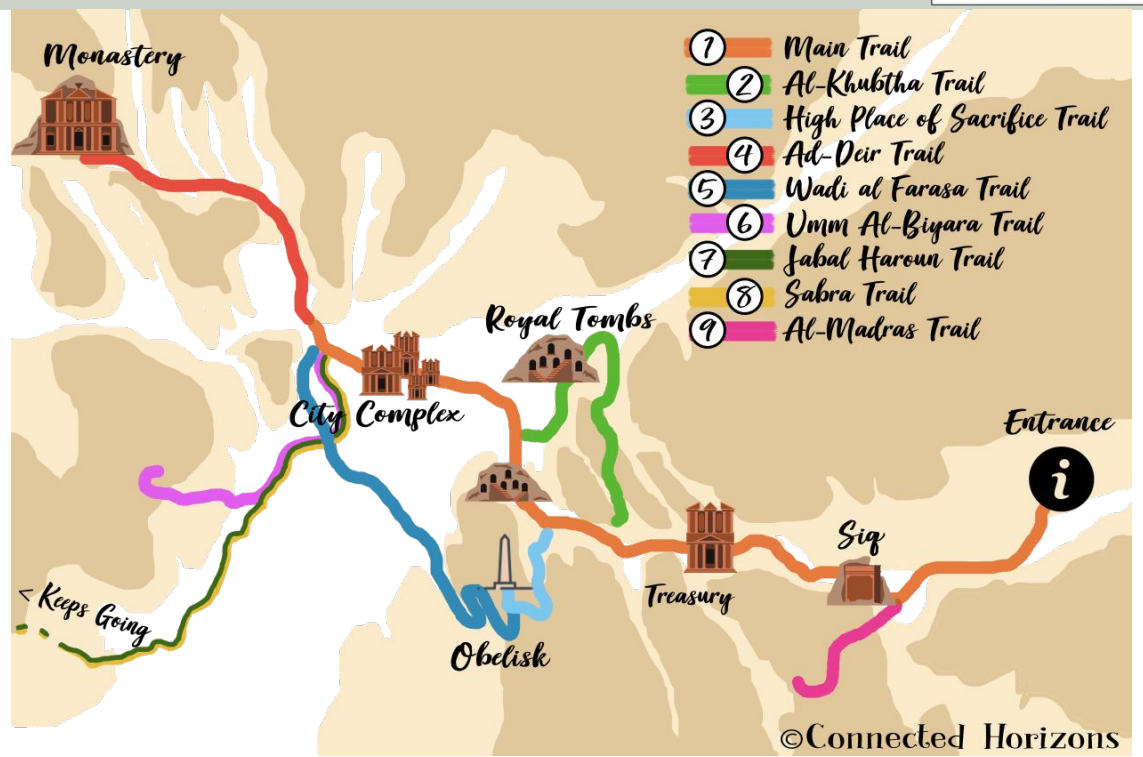 Monastery
1 Main Trail
2 Al-Khubtha Trail
3 High Place of Sacrifice Trail
4 Ad-Deir Trail
5 Wadi al Farasa Trail
6 Umm Al-Biyara Trail
7 Jabal Haroun Trail
8 Sabra Trail
9 Al-Madras Trail
Royal Tombs
City Complex
Entrance
i
Siq
Treasury
< Keeps Going
Obelisk
©Connected Horizons